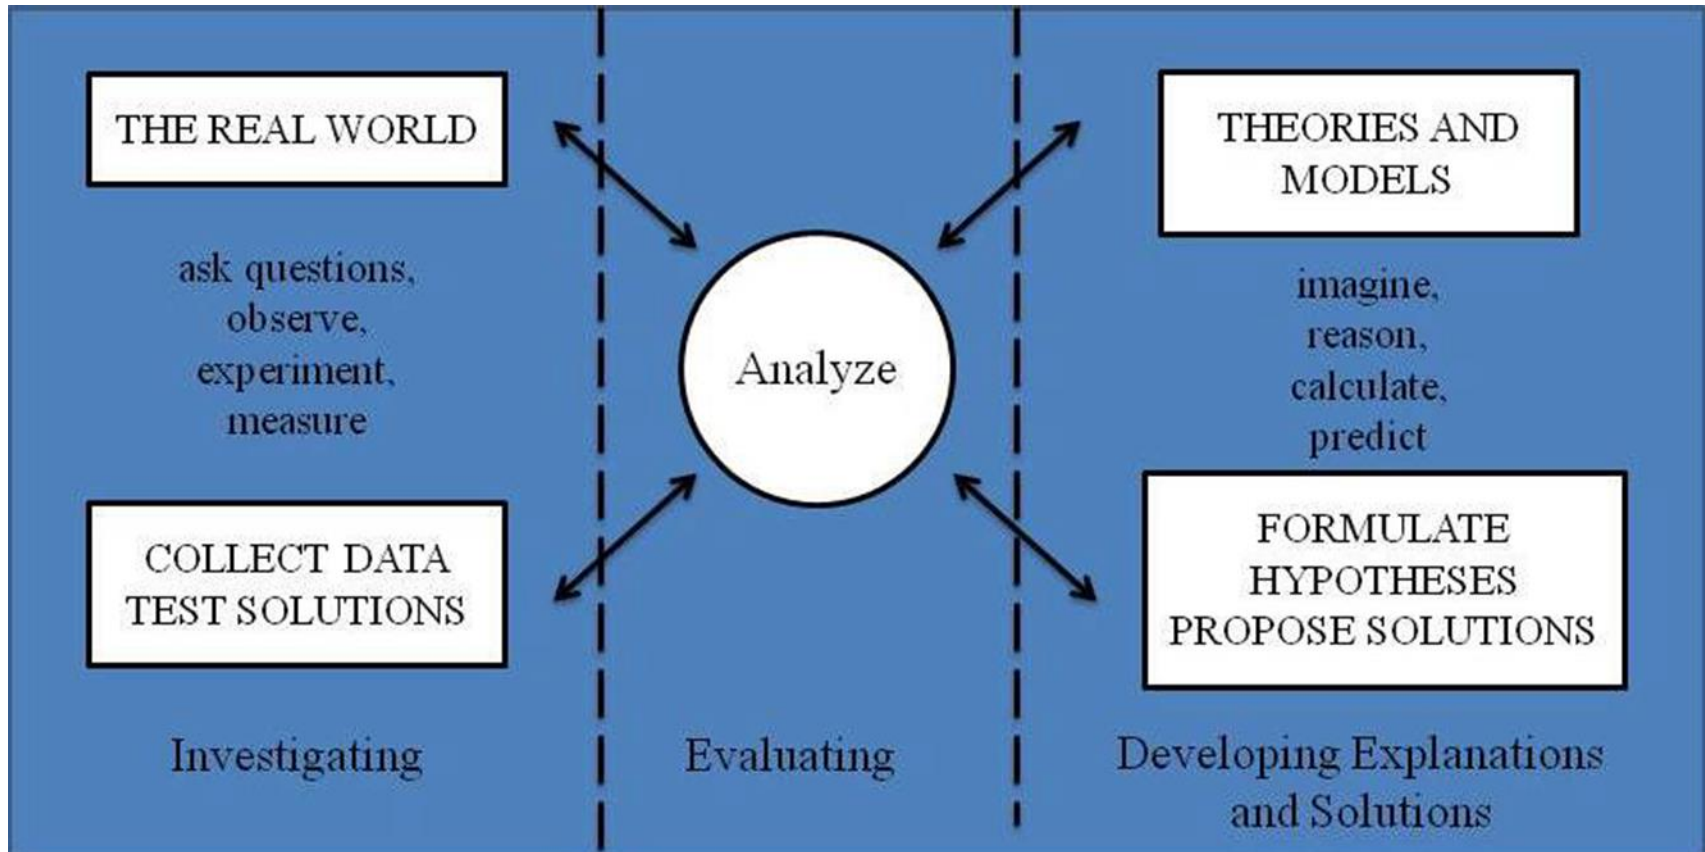 THE REAL WORLD
ask questions,
observe,
experiment,
measure
COLLECT DATA
TEST SOLUTIONS
Investigating
Analyze
Evaluating
THEORIES AND
MODELS
imagine,
reason,
calculate,
predict
FORMULATE
HYPOTHESES
PROPOSE SOLUTIONS
Developing Explanations
and Solutions